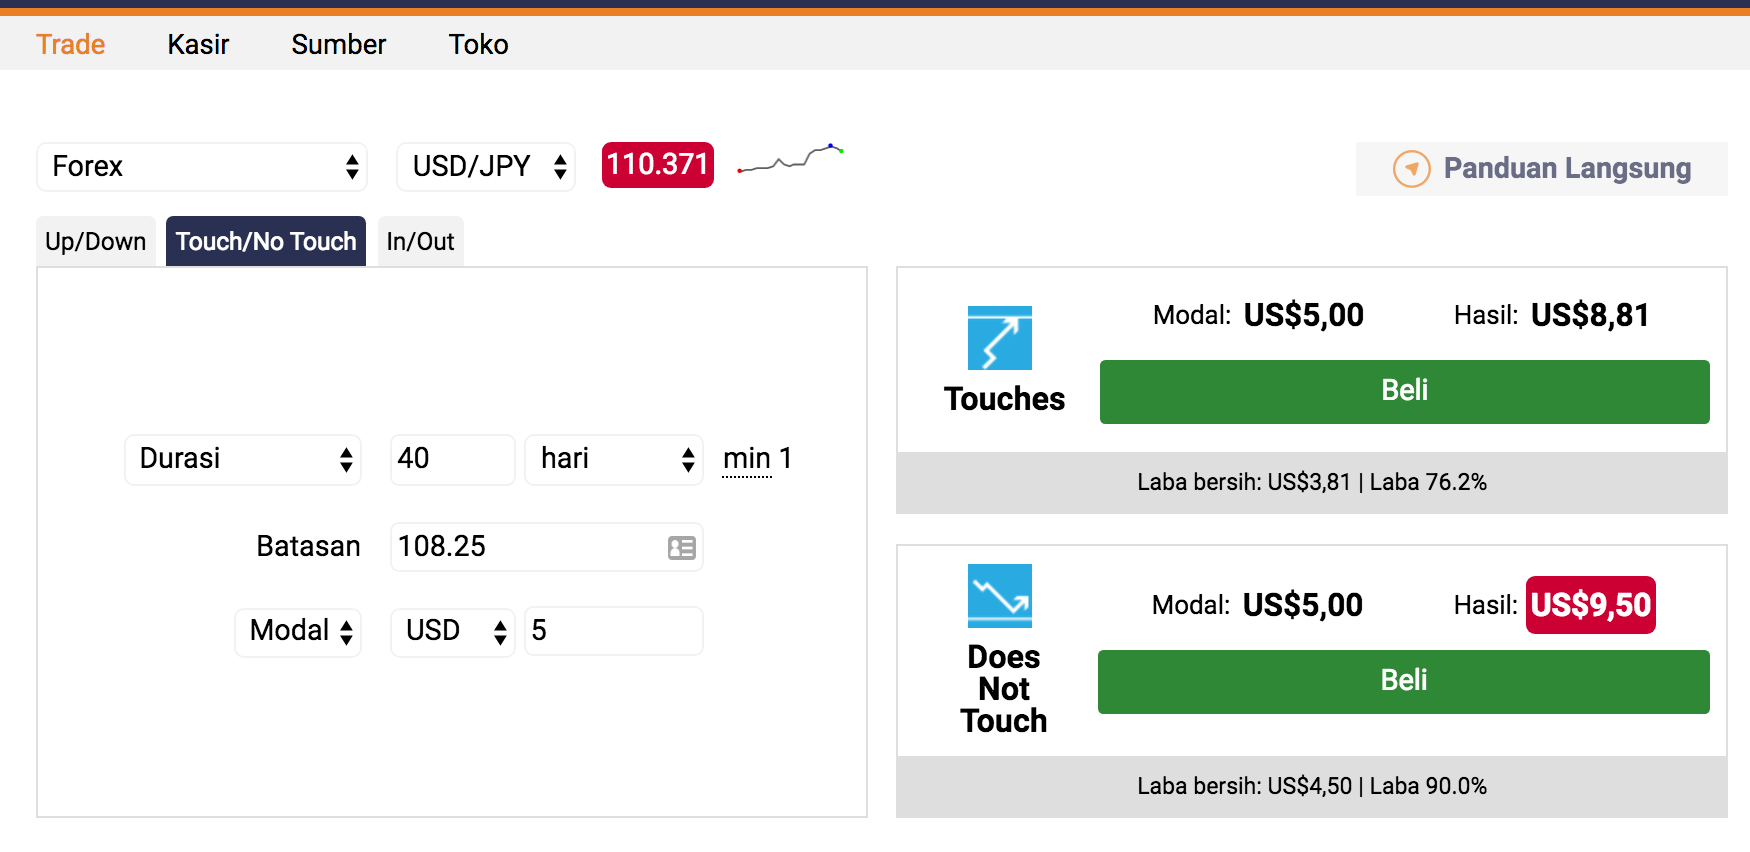 Trade Kasir Sumber Toko
Forex USD/JPY 110.371
Panduan Langsung
Up/Down Touch/No Touch In/Out
Durasi 40 hari min 1
Batasan 108.25
Modal USD 5
Modal: US$5,00 Hasil: US$8,81
Touches
Beli
Laba bersih: US$3,81 | Laba 76.2%
Modal: US$5,00 Hasil: US$9,50
Does
Not
Touch
Beli
Laba bersih: US$4,50 | Laba 90.0%